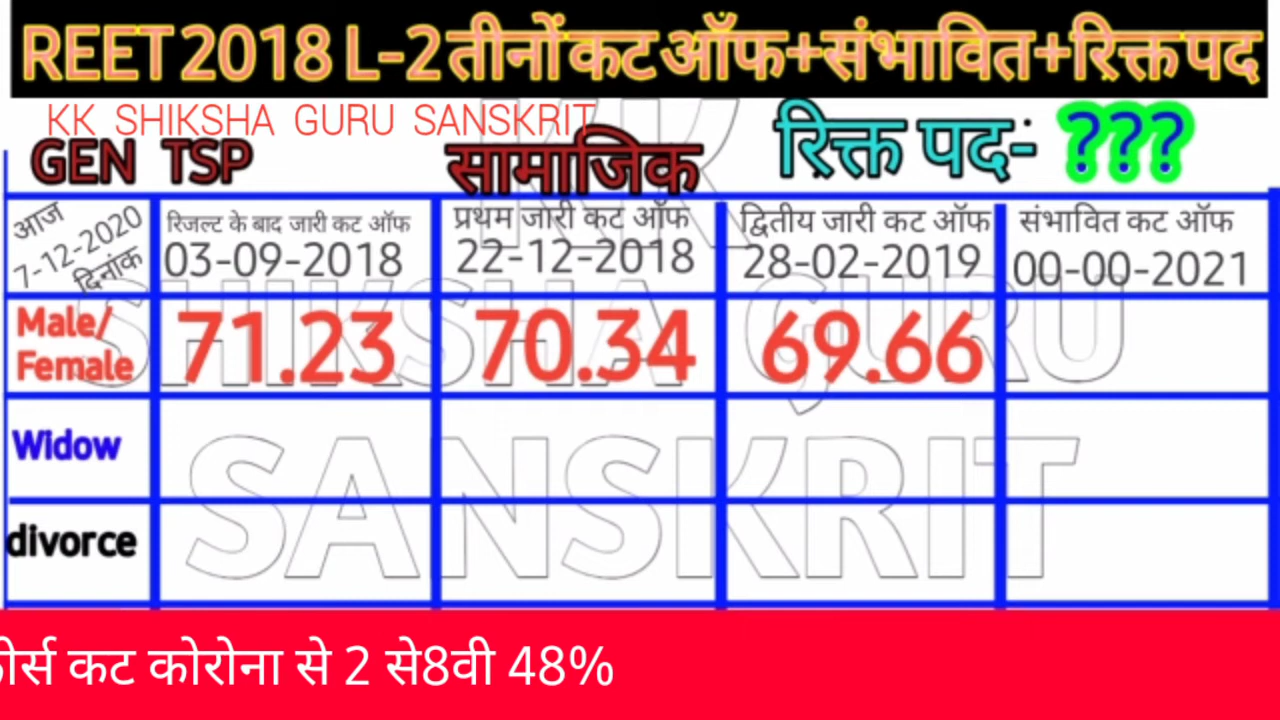 REET 2018 L-2 तीनों कट ऑफ+संभावित+रिक्त पद
KK SHIKSHA GURU SANSKRIT
GEN TSP
सामाजिक
रिक्त पद- ???
आज
7-12-2020
दिनांक
रिजल्ट के बाद जारी कट ऑफ
03-09-2018
प्रथम जारी कट ऑफ
22-12-2018
द्वितीय जारी कट ऑफ
28-02-2019
संभावित कट ऑफ
00-00-2021
Male/
Female
71.23
70.34
69.66
Widow
divorce
KK
SHIKSHA GURU
SANSKRIT
कट कोरोना से 2 से8वी 48%